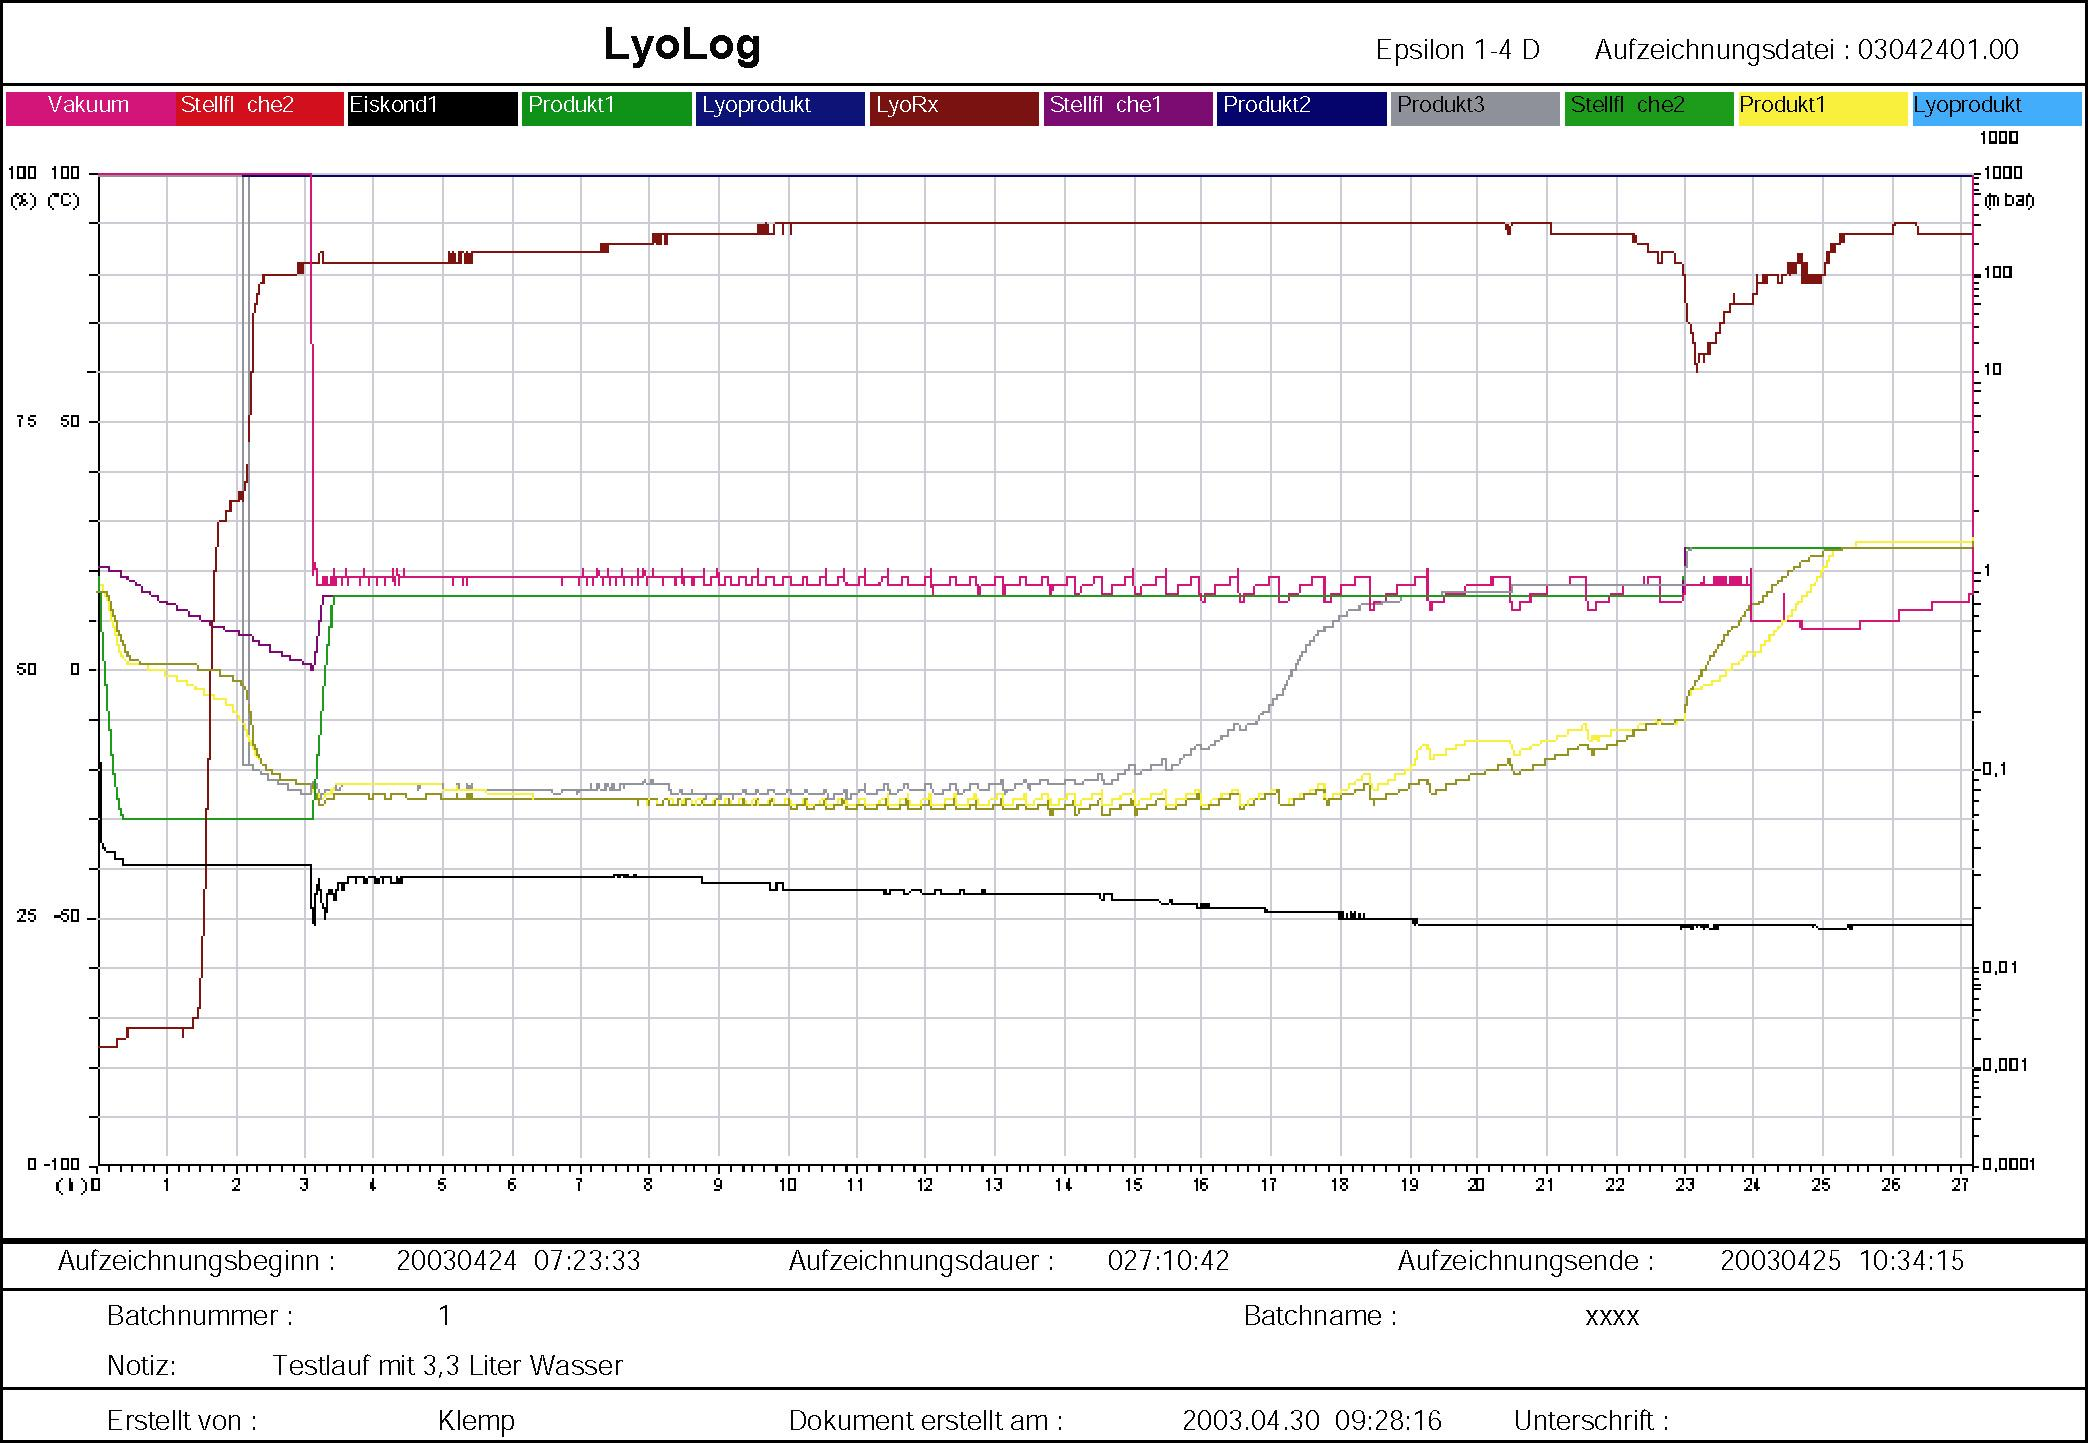 LyoLog
Epsilon 1-4 D Aufzeichnungsdatei : 03042401.00
Vakuum Stellfl che2 Eiskond1 Produkt1 Lyoprodukt LyoRx Stellfl che1 Produkt2 Produkt3 Stellfl che2 Produkt1 Lyoprodukt
1000
100 100 1000
(%) (°C) (m bar)
100
10
75 50
1
50 0
0,1
25 -50
0,01
0,001
0 -100 0,0001
(h) 0 1 2 3 4 5 6 7 8 9 10 11 12 13 14 15 16 17 18 19 20 21 22 23 24 25 26 27
Aufzeichnungsbeginn : 20030424 07:23:33 Aufzeichnungsdauer : 027:10:42 Aufzeichnungsende : 20030425 10:34:15
Batchnummer : 1 Batchname : xxxx
Notiz: Testlauf mit 3,3 Liter Wasser
Erstellt von : Klemp Dokument erstellt am : 2003.04.30 09:28:16 Unterschrift :